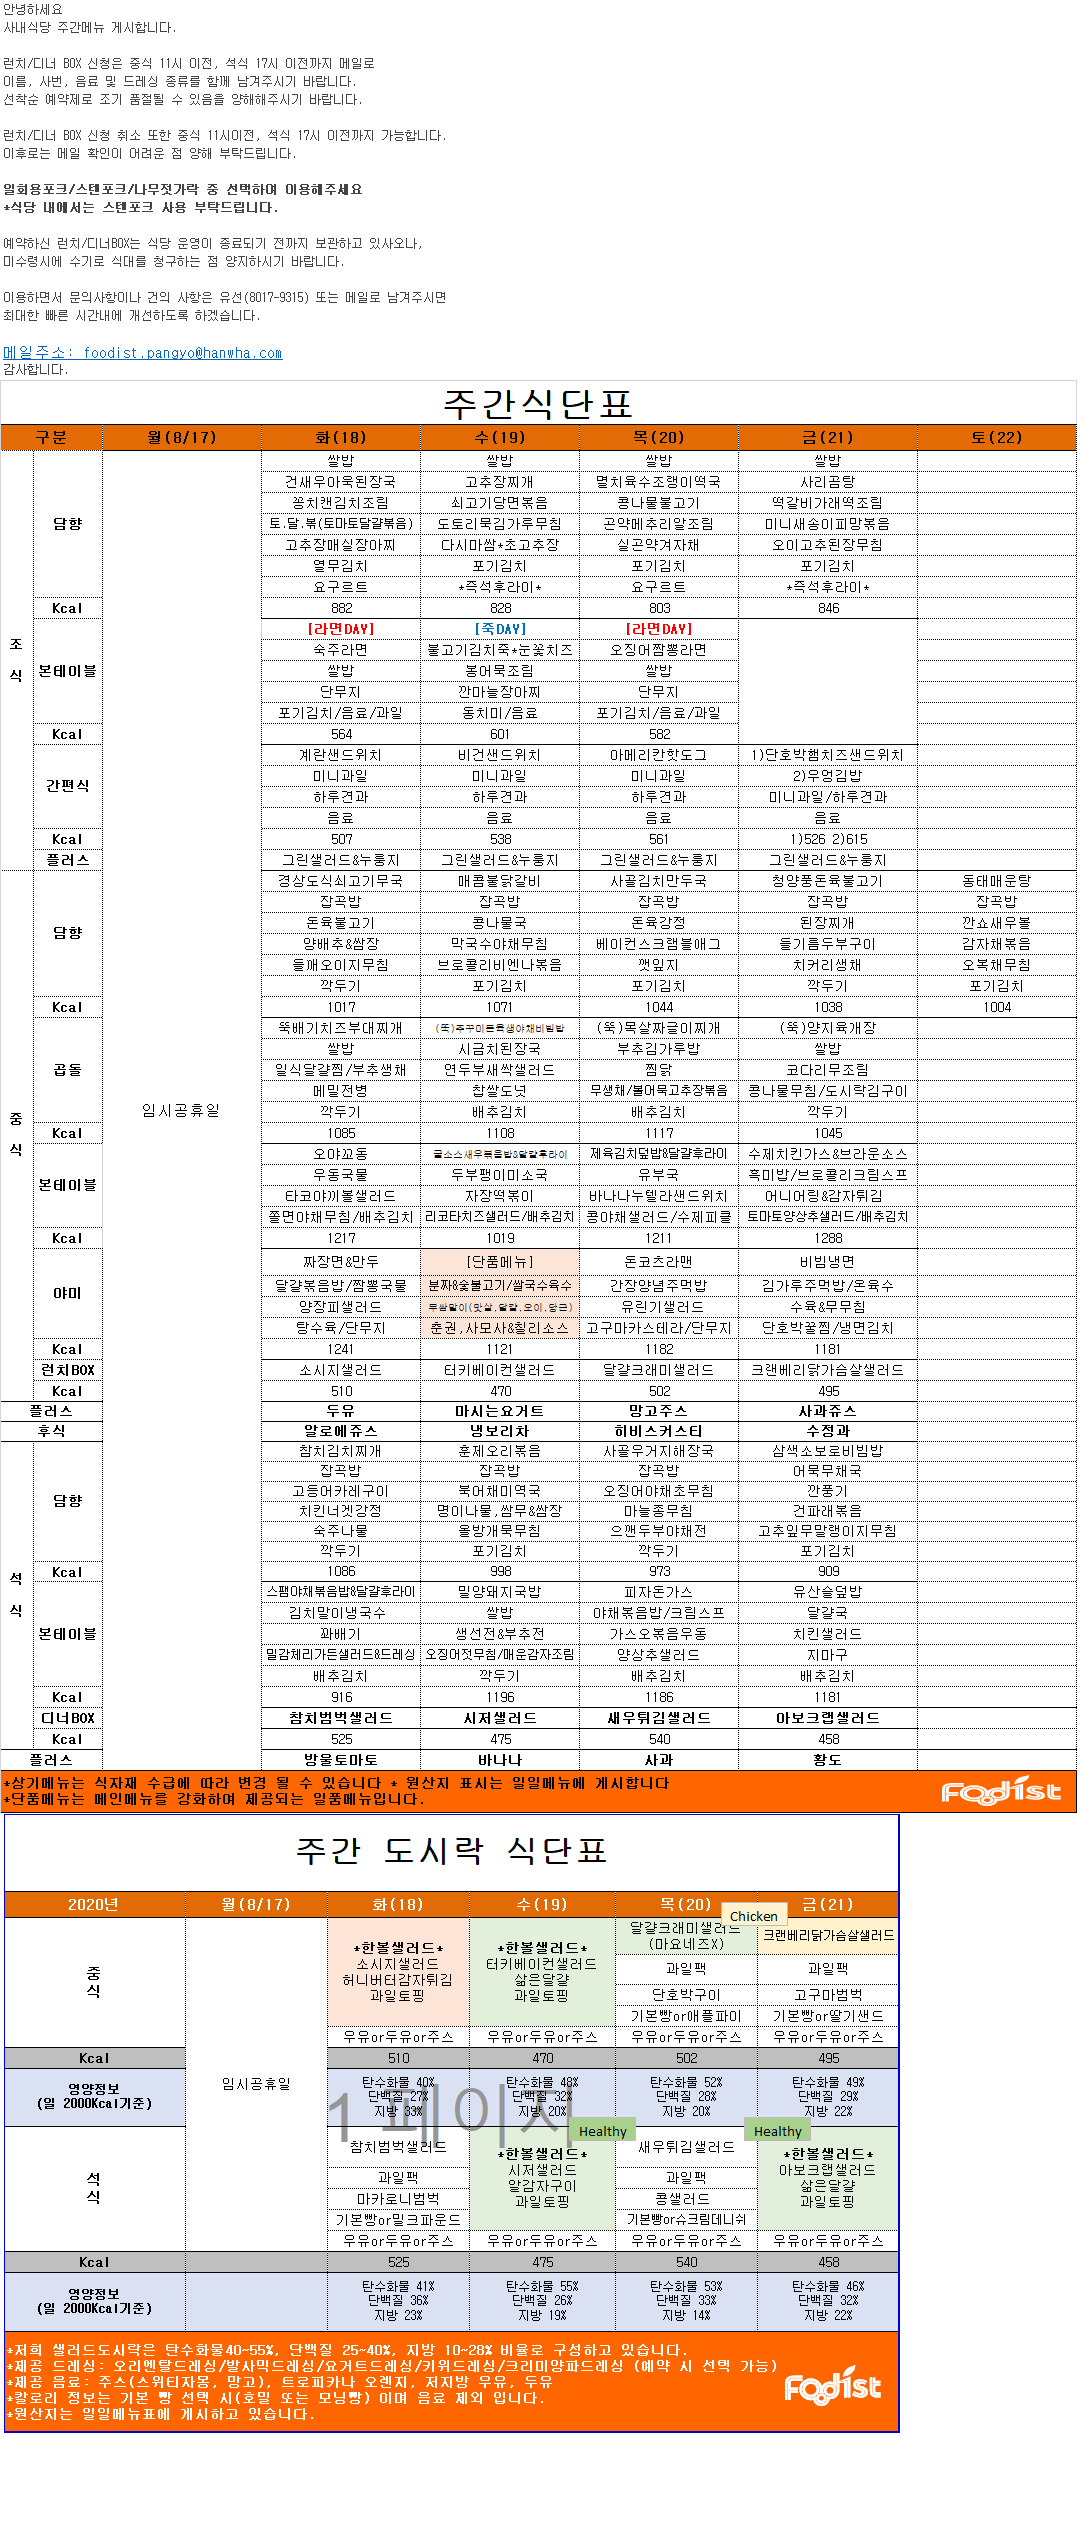 안녕하세요
사내식당 주간메뉴 게시합니다.
런치/디너 BOX 신청은 중식 11시 이전, 석식 17시 이전까지 메일로
이름, 사번, 음료 및 드레싱 종류를 함께 남겨주시기 바랍니다.
선착순 예약제로 조기 품절될 수 있음을 양해해주시기 바랍니다.
런치/디너 BOX 신청 취소 또한 중식 11시이전, 석식 17시 이전까지 가능합니다.
이후로는 메일 확인이 어려운 점 양해 부탁드립니다.
일회용포크/스텐포크/나무젓가락 중 선택하여 이용해주세요
*식당 내에서는 스텐포크 사용 부탁드립니다.
예약하신 런치/디너BOX는 식당 운영이 종료되기 전까지 보관하고 있사오나,
미수령시에 수기로 식대를 청구하는 점 양지하시기 바랍니다.
이용하면서 문의사항이나 건의 사항은 유선(8017-9315) 또는 메일로 남겨주시면
최대한 빠른 시간내에 개선하도록 하겠습니다.
메일주소: foodist.pangyo@hanwha.com
감사합니다.
주간식단표
구분 월(8/17) 화(18) 수(19) 목(20) 금(21) 토(22)
임시공휴일
조식
담향
쌀밥 쌀밥 쌀밥 쌀밥
건새우아욱된장국 고추장찌개 멸치육수조랭이떡국 사리곰탕
꽁치캔김치조림 쇠고기당면볶음 콩나물불고기 떡갈비가래떡조림
토.달.볶(토마토달걀볶음) 도토리묵김가루무침 곤약메추리알조림 미니새송이피망볶음
고추장매실장아찌 다시마쌈*초고추장 실곤약겨자채 오이고추된장무침
열무김치 포기김치 포기김치 포기김치
요구르트 *즉석후라이* 요구르트 *즉석후라이*
Kcal 882 828 803 846
본테이블
[라면DAY] [죽DAY] [라면DAY]
숙주라면 불고기김치죽*눈꽃치즈 오징어짬뽕라면
쌀밥 봉어묵조림 쌀밥
단무지 깐마늘장아찌 단무지
포기김치/음료/과일 동치미/음료 포기김치/음료/과일
Kcal 564 601 582
간편식
계란샌드위치 비건샌드위치 아메리칸핫도그 1)단호박햄치즈샌드위치
미니과일 미니과일 미니과일 2)우엉김밥
하루견과 하루견과 하루견과 미니과일/하루견과
음료 음료 음료 음료
Kcal 507 538 561 1)526 2)615
플러스 그린샐러드&누룽지 그린샐러드&누룽지 그린샐러드&누룽지 그린샐러드&누룽지
중식
담향
경상도식쇠고기무국 매콤불닭갈비 사골김치만두국 청양풍돈육불고기 동태매운탕
잡곡밥 잡곡밥 잡곡밥 잡곡밥 잡곡밥
돈육불고기 콩나물국 돈육강정 된장찌개 깐쇼새우볼
양배추&쌈장 막국수야채무침 베이컨스크램블에그 들기름두부구이 감자채볶음
들깨오이지무침 브로콜리비엔나볶음 깻잎지 치커리생채 오복채무침
깍두기 포기김치 포기김치 깍두기 포기김치
Kcal 1017 1071 1044 1038 1004
곱돌
뚝배기치즈부대찌개 (뚝)쭈꾸미돈육생야채비빔밥 (뚝)목살짜글이찌개 (뚝)양지육개장
쌀밥 시금치된장국 부추김가루밥 쌀밥
일식달걀찜/부추생채 연두부새싹샐러드 찜닭 코다리무조림
메밀전병 찹쌀도넛 무생채/볼어묵고추장볶음 콩나물무침/도시락김구이
깍두기 배추김치 배추김치 깍두기
Kcal 1085 1108 1117 1045
본테이블
오야꼬동 굴소스새우볶음밥&달걀후라이 제육김치덮밥&달걀후라이 수제치킨가스&브라운소스
우동국물 두부팽이미소국 유부국 흑미밥/브로콜리크림스프
타코야끼볼샐러드 자장떡볶이 바나나누텔라샌드위치 어니어링&감자튀김
쫄면야채무침/배추김치 리코타치즈샐러드/배추김치 콩야채샐러드/수제피클 토마토양상추샐러드/배추김치
Kcal 1217 1019 1211 1288
야미
짜장면&만두 [단품메뉴] 돈코츠라맨 비빔냉면
달걀볶음밥/짬뽕국물 분짜&숯불고기/쌀국수육수 간장양념주먹밥 김가루주먹밥/온육수
양장피샐러드 무쌈말이(맛살,달걀,오이,당근) 유린기샐러드 수육&무무침
탕수육/단무지 춘권,사모사&칠리소스 고구마카스테라/단무지 단호박꿀찜/냉면김치
Kcal 1241 1121 1182 1181
런치BOX 소시지샐러드 터키베이컨샐러드 달걀크래미샐러드 크랜베리닭가슴살샐러드
Kcal 510 470 502 495
플러스 두유 마시는요거트 망고주스 사과쥬스
후식 알로에쥬스 냉보리차 히비스커스티 수정과
석식
담향
참치김치찌개 훈제오리볶음 사골우거지해장국 삼색소보로비빔밥
잡곡밥 잡곡밥 잡곡밥 어묵무채국
고등어카레구이 북어채미역국 오징어야채초무침 깐풍기
치킨너겟강정 명이나물,쌈무&쌈장 마늘종무침 건파래볶음
숙주나물 올방개묵무침 으깬두부야채전 고추잎무말랭이지무침
깍두기 포기김치 깍두기 포기김치
Kcal 1086 998 973 909
본테이블
스팸야채볶음밥&달걀후라이 밀양돼지국밥 피자돈가스 유산슬덮밥
김치말이냉국수 쌀밥 야채볶음밥/크림스프 달걀국
꽈배기 생선전&부추전 가스오볶음우동 치킨샐러드
밀감체리가든샐러드&드레싱 오징어젓무침/매운감자조림 양상추샐러드 지마구
배추김치 깍두기 배추김치 배추김치
Kcal 916 1196 1186 1181
디너BOX 참치범벅샐러드 시저샐러드 새우튀김샐러드 아보크랩샐러드
Kcal 525 475 540 458
플러스 방울토마토 바나나 사과 황도
*상기메뉴는 식자재 수급에 따라 변경 될 수 있습니다 * 원산지 표시는 일일메뉴에 게시합니다
*단품메뉴는 메인메뉴를 강화하여 제공되는 일품메뉴입니다.
Foodist
주간 도시락 식단표
2020년 월(8/17) 화(18) 수(19) 목(20) 금(21)
Chicken
임시공휴일
중식
*한볼샐러드* *한볼샐러드* 달걀크래미샐러드 크랜베리닭가슴살샐러드
소시지샐러드 터키베이컨샐러드 (마요네즈X)
허니버터감자튀김 삶은달걀 과일팩 과일팩
과일토핑 과일토핑 단호박구이 고구마범벅
기본빵or애플파이 기본빵or딸기샌드
우유or두유or주스 우유or두유or주스 우유or두유or주스 우유or두유or주스
Kcal 510 470 502 495
영양정보
(일 2000Kcal기준)
탄수화물 40% 탄수화물 48% 탄수화물 52% 탄수화물 49%
단백질 27% 단백질 32% 단백질 28% 단백질 29%
지방 33% 지방 20% 지방 20% 지방 22%
1 페이지
Healthy Healthy
석식
참치범벅샐러드 *한볼샐러드* 새우튀김샐러드 *한볼샐러드*
과일팩 시저샐러드 과일팩 아보크랩샐러드
마카로니범벅 알감자구이 콩샐러드 삶은달걀
기본빵or밀크파운드 과일토핑 기본빵or슈크림데니쉬 과일토핑
우유or두유or주스 우유or두유or주스 우유or두유or주스 우유or두유or주스
Kcal 525 475 540 458
영양정보
(일 2000Kcal기준)
탄수화물 41% 탄수화물 55% 탄수화물 53% 탄수화물 46%
단백질 36% 단백질 26% 단백질 33% 단백질 32%
지방 23% 지방 19% 지방 14% 지방 22%
*저희 샐러드도시락은 탄수화물40~55%, 단백질 25~40%, 지방 10~28% 비율로 구성하고 있습니다.
*제공 드레싱: 오리엔탈드레싱/발사믹드레싱/요거트드레싱/키위드레싱/크리미양파드레싱 (예약 시 선택 가능)
*제공 음료: 주스(스위티자몽, 망고), 트로피카나 오렌지, 저지방 우유, 두유
*칼로리 정보는 기본 빵 선택 시(호밀 또는 모닝빵) 이며 음료 제외 입니다.
*원산지는 일일메뉴표에 게시하고 있습니다.
Foodist